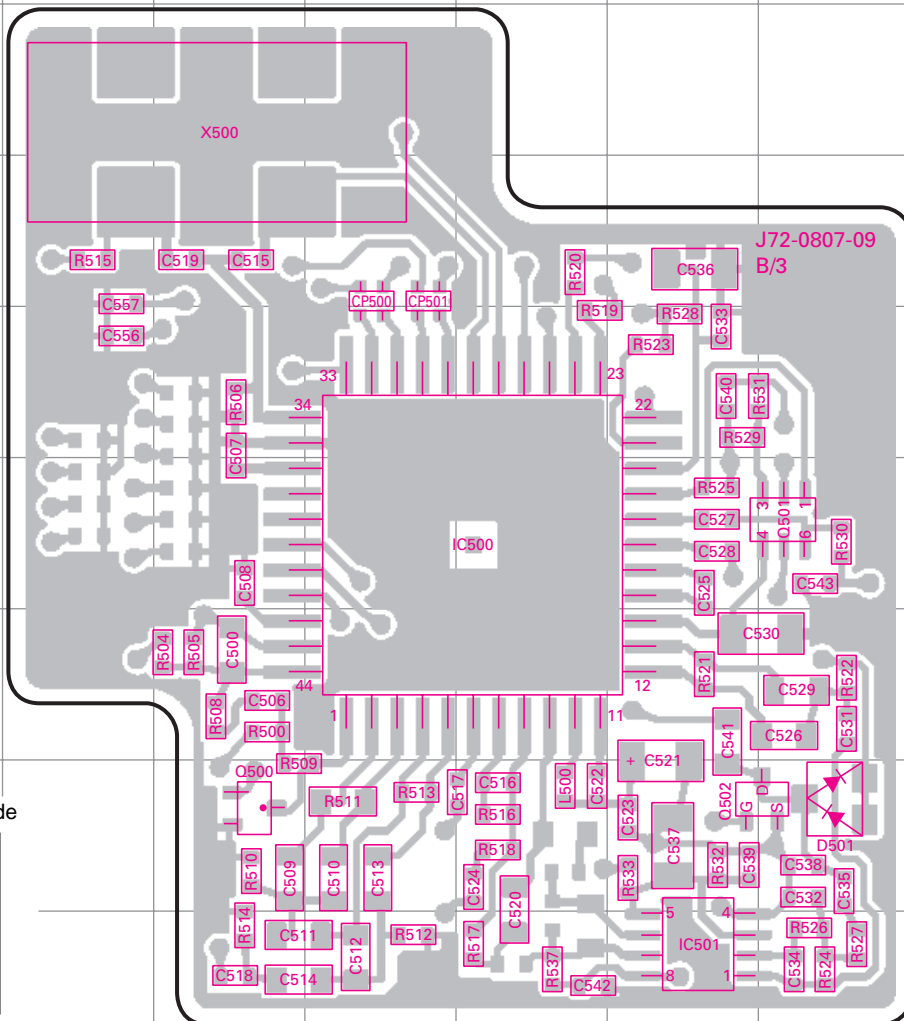 X500
J72-0807-09
B/3
R515
C519
C515
R520
C536
C557
CP500
CP501
R519
R528
C533
C556
R523
33
23
34
22
R506
C540
R531
R529
C507
R525
3
1
1
C527
Q501
IC500
C528
4
6
R530
C508
C525
C543
R504
R505
C500
C530
44
12
R521
R522
C529
C506
R508
1
11
R500
C541
C526
C531
R509
Q500
+ C521
D
R511
R513
C517
C516
L500
C522
Q502
G
S
de
R516
C523
D501
R518
C537
R510
C509
C510
C513
C524
R533
R532
C539
C538
C535
C520
C532
R514
5
4
C511
R512
R517
IC501
R526
R527
C512
C518
C514
R537
C542
8
1
C534
R524